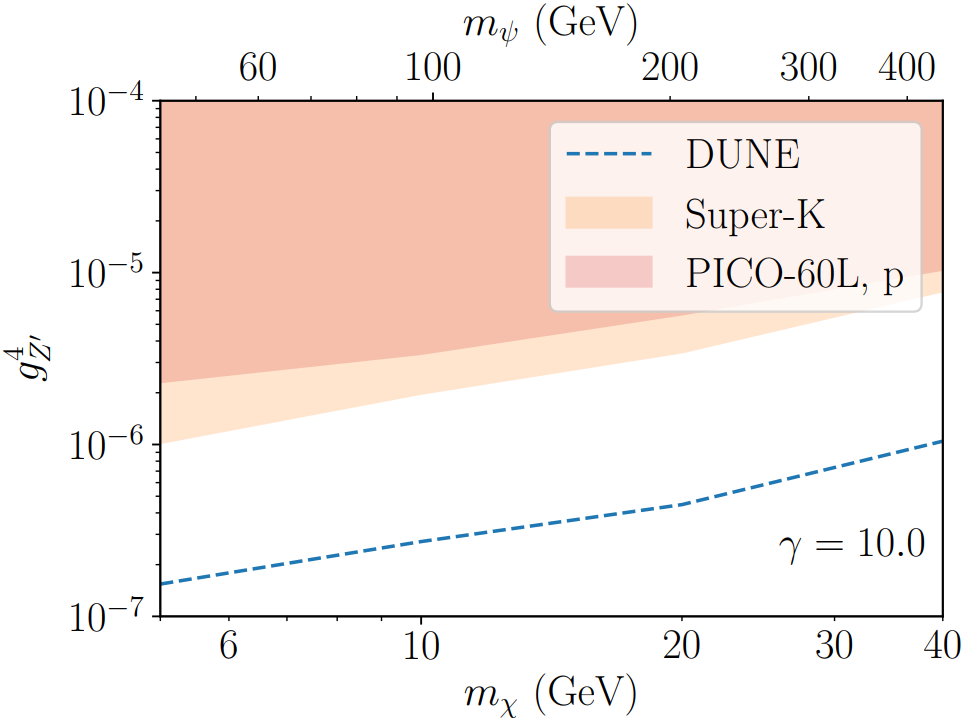 m_ψ (GeV)
60 100 200 300 400
10⁻⁴
DUNE
Super-K
PICO-60L, p
10⁻⁵
g⁴_{Z′}
10⁻⁶
γ = 10.0
10⁻⁷
6 10 20 30 40
m_χ (GeV)